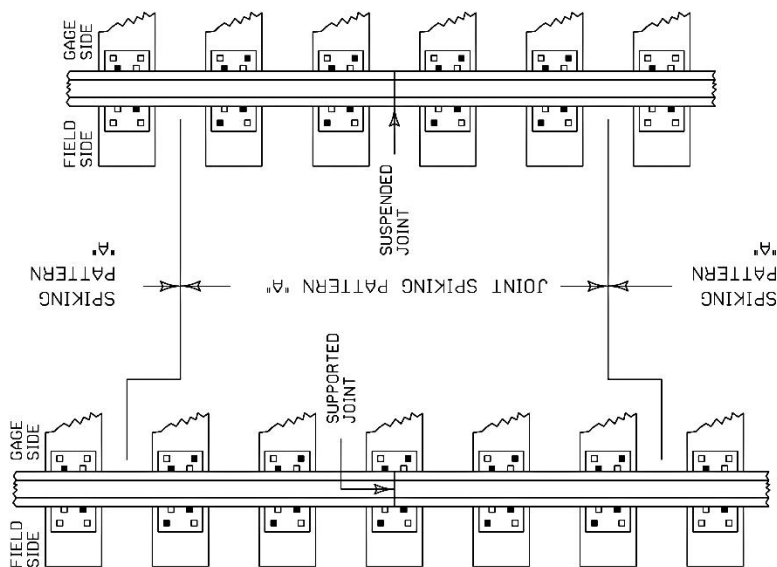 GAGE
SIDE
FIELD
SIDE
SUSPENDED
JOINT
SPIKING
PATTERN
"A"
JOINT SPIKING PATTERN "A"
SPIKING
PATTERN
"A"
SUPPORTED
JOINT
GAGE
SIDE
FIELD
SIDE